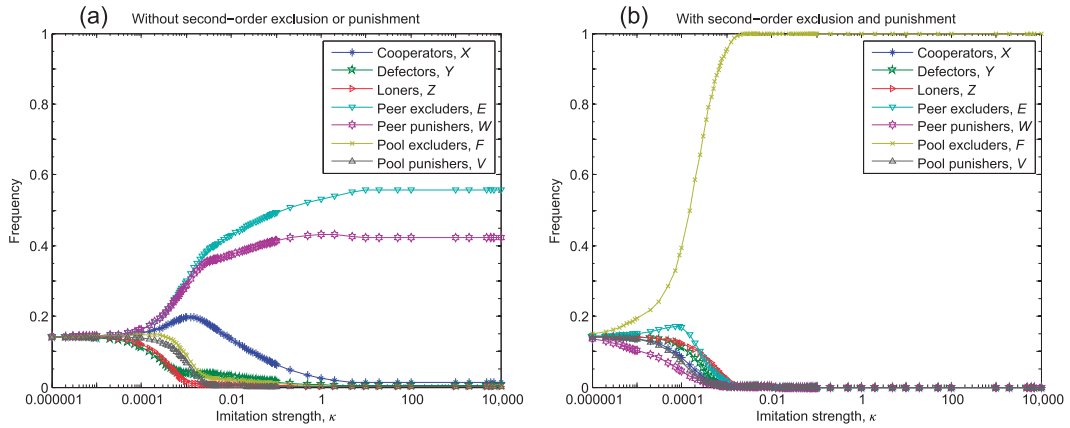 (a)
Without second−order exclusion or punishment
Frequency
1
0.8
0.6
0.4
0.2
0
Cooperators, X
Defectors, Y
Loners, Z
Peer excluders, E
Peer punishers, W
Pool excluders, F
Pool punishers, V
0.000001
0.0001
0.01
1
100
10,000
Imitation strength, κ
(b)
With second−order exclusion and punishment
Frequency
1
0.8
0.6
0.4
0.2
0
Cooperators, X
Defectors, Y
Loners, Z
Peer excluders, E
Peer punishers, W
Pool excluders, F
Pool punishers, V
0.000001
0.0001
0.01
1
100
10,000
Imitation strength, κ